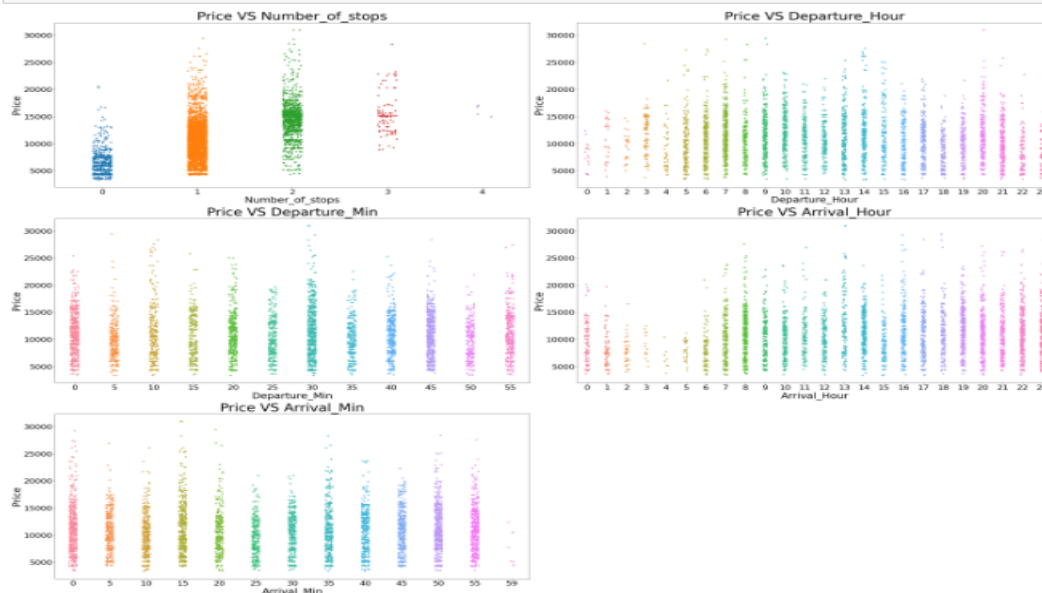 Price VS Number_of_stops
30000
25000
20000
15000
10000
5000
Price
0 1 2 3 4
Number_of_stops
Price VS Departure_Hour
30000
25000
20000
15000
10000
5000
Price
0 1 2 3 4 5 6 7 8 9 10 11 12 13 14 15 16 17 18 19 20 21 22
Departure_Hour
Price VS Departure_Min
30000
25000
20000
15000
10000
5000
Price
0 5 10 15 20 25 30 35 40 45 50 55
Departure_Min
Price VS Arrival_Hour
30000
25000
20000
15000
10000
5000
Price
0 1 2 3 4 5 6 7 8 9 10 11 12 13 14 15 16 17 18 19 20 21 22
Arrival_Hour
Price VS Arrival_Min
30000
25000
20000
15000
10000
5000
Price
0 5 10 15 20 25 30 35 40 45 50 55 59
Arrival_Min